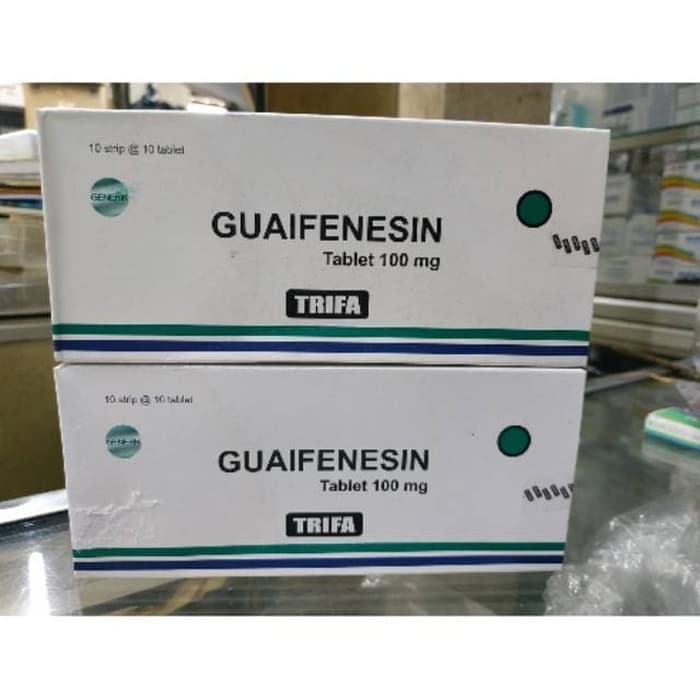 10 strip @ 10 tablet
GENERIK
GUAIFENESIN
Tablet 100 mg
TRIFA
10 strip @ 10 tablet
GENERIK
GUAIFENESIN
Tablet 100 mg
TRIFA